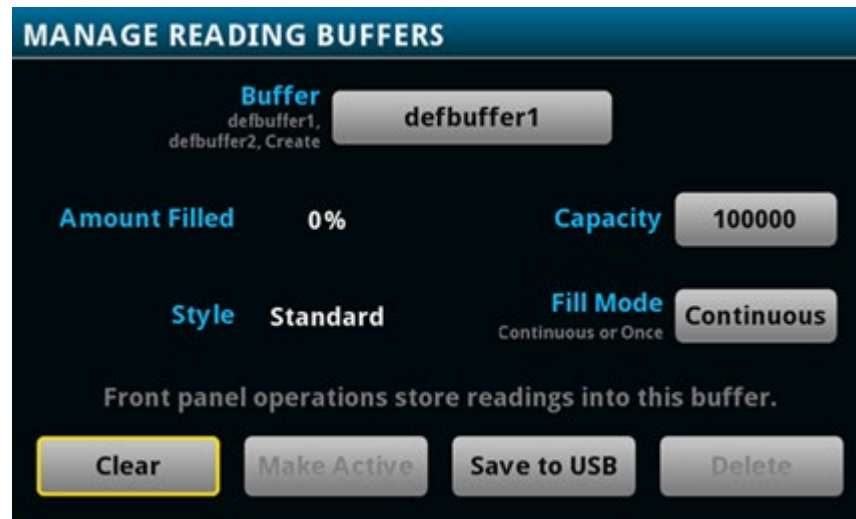 MANAGE READING BUFFERS
Buffer
defbuffer1,
defbuffer2, Create
defbuffer1
Amount Filled 0% Capacity 100000
Style Standard Fill Mode
Continuous or Once
Continuous
Front panel operations store readings into this buffer.
Clear Make Active Save to USB Delete